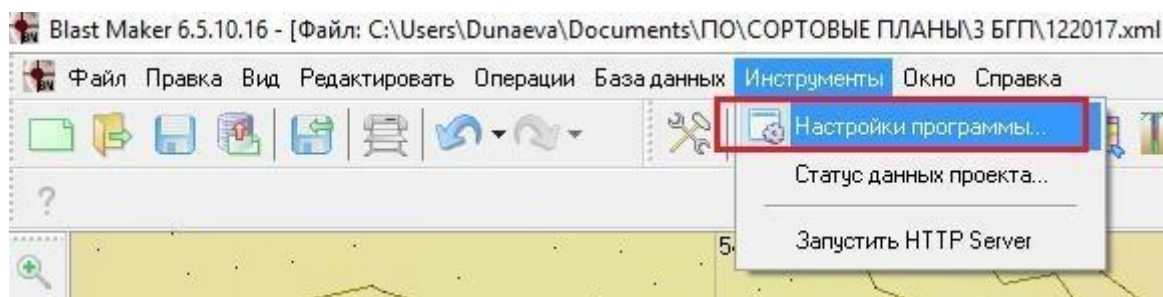 Blast Maker 6.5.10.16 - [Файл: C:\Users\Dunaeva\Documents\ПО\СОРТОВЫЕ ПЛАНЫ\3 БГП\122017.xml
Файл Правка Вид Редактировать Операции База данных Инструменты Окно Справка
Настройки программы...
Статус данных проекта...
Запустить HTTP Server
?